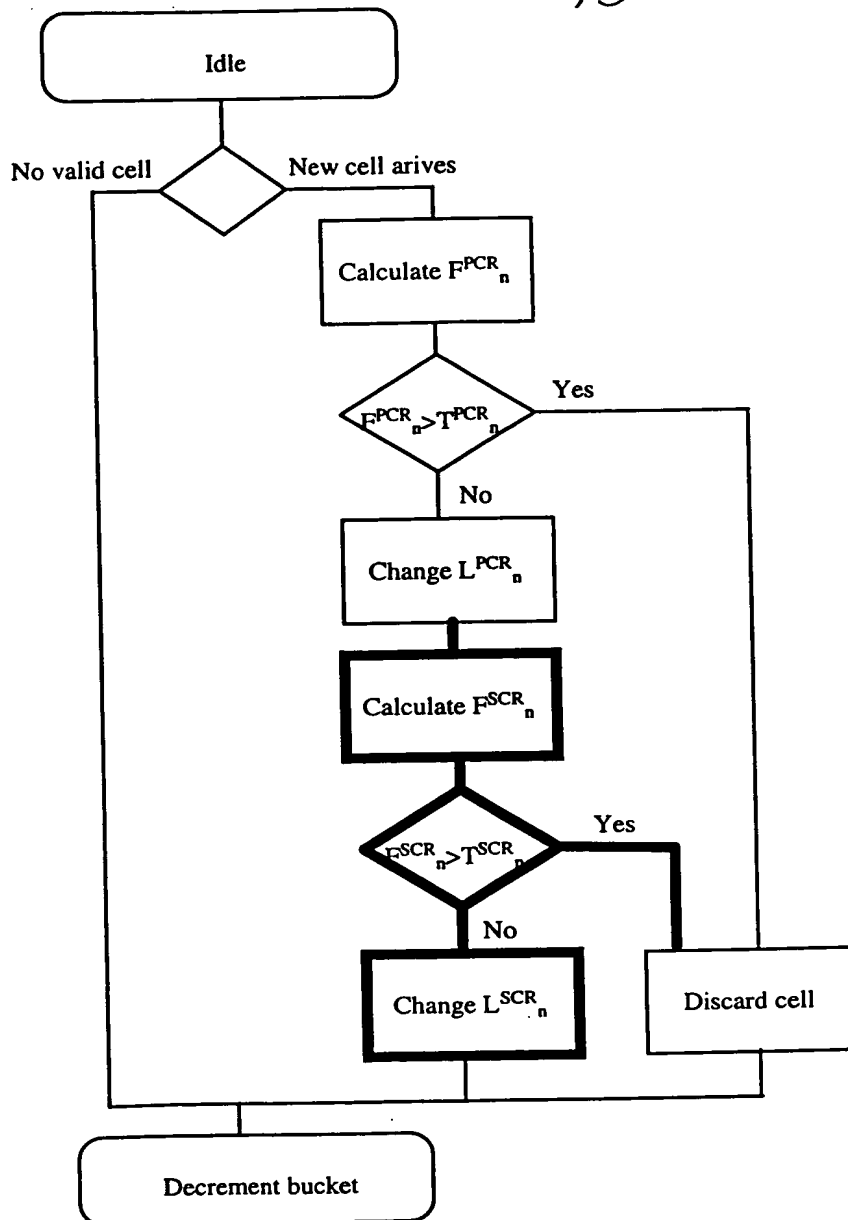 Idle
No valid cell
New cell arives
Calculate F^PCR_n
F^PCR_n>T^PCR_n
Yes
No
Change L^PCR_n
Calculate F^SCR_n
F^SCR_n>T^SCR_n
Yes
No
Change L^SCR_n
Discard cell
Decrement bucket